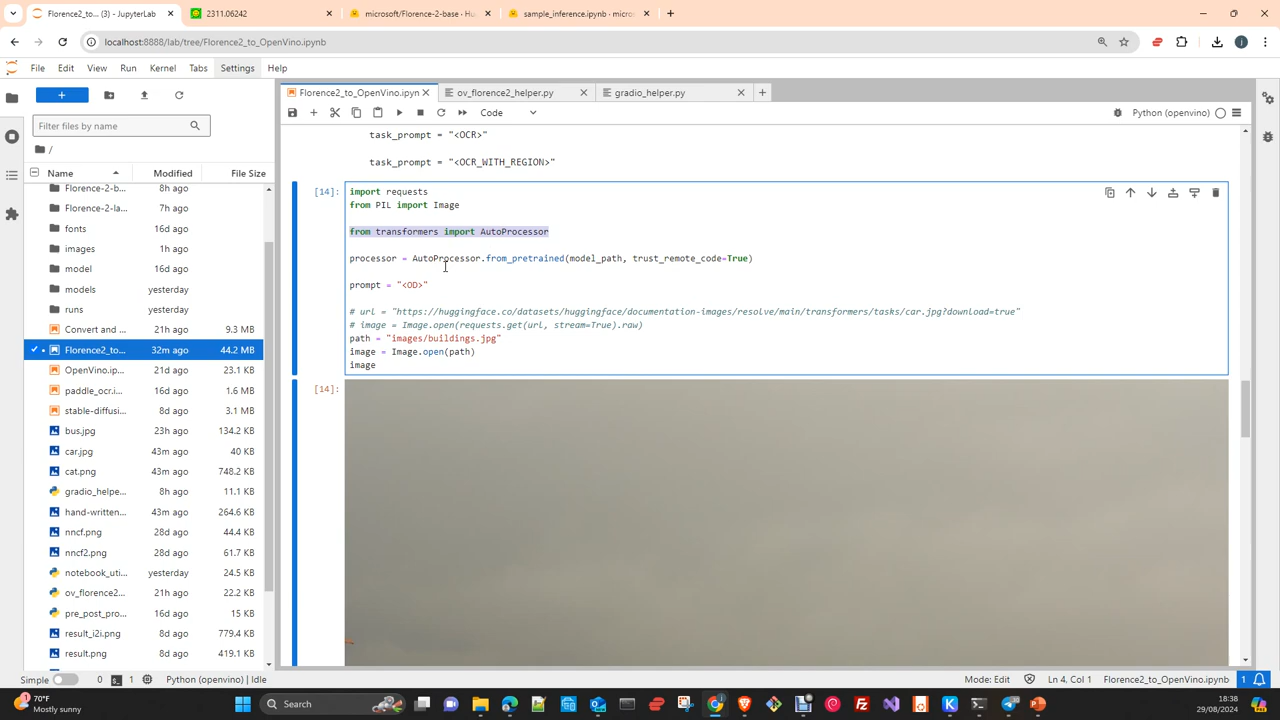 Florence2_to... (4) - JupyterLab
2311.06242
microsoft/Florence-2-base · Hu
sample_inference.ipynb · micros
localhost:8888/lab/tree/Florence2_to_OpenVino.ipynb
File Edit View Run Kernel Tabs Settings Help
Florence2_to_OpenVino.ipyn
ov_florence2_helper.py
gradio_helper.py
Filter files by name
Code
Python (openvino)
/
Name Modified File Size
Florence-2-b... 8h ago
Florence-2-la... 7h ago
fonts 16d ago
images 1h ago
model 16d ago
models yesterday
runs yesterday
Convert and ... 21h ago 9.3 MB
Florence2_to... 32m ago 44.2 MB
OpenVino.ip... 21d ago 23.1 KB
paddle_ocr.i... 16d ago 1.6 MB
stable-diffusi... 8d ago 3.1 MB
bus.jpg 23h ago 134.2 KB
car.jpg 43m ago 40 KB
cat.png 43m ago 748.2 KB
gradio_helpe... 8h ago 11.1 KB
hand-written... 43m ago 264.6 KB
nncf.png 28d ago 44.4 KB
nncf2.png 28d ago 61.7 KB
notebook_uti... yesterday 24.5 KB
ov_florence2... 21h ago 22.2 KB
pre_post_pro... 16d ago 15 KB
result_i2i.png 8d ago 779.4 KB
result.png 8d ago 419.1 KB
task_prompt = "<OCR>"
task_prompt = "<OCR_WITH_REGION>"
[14]:
import requests
from PIL import Image
from transformers import AutoProcessor
processor = AutoProcessor.from_pretrained(model_path, trust_remote_code=True)
prompt = "<OD>"
# url = "https://huggingface.co/datasets/huggingface/documentation-images/resolve/main/transformers/tasks/car.jpg?download=true"
# image = Image.open(requests.get(url, stream=True).raw)
path = "images/buildings.jpg"
image = Image.open(path)
image
[14]:
Simple 0 1 Python (openvino) | Idle
Mode: Edit Ln 4, Col 1 Florence2_to_OpenVino.ipynb 1
70°F
Mostly sunny
Search
18:38
29/08/2024